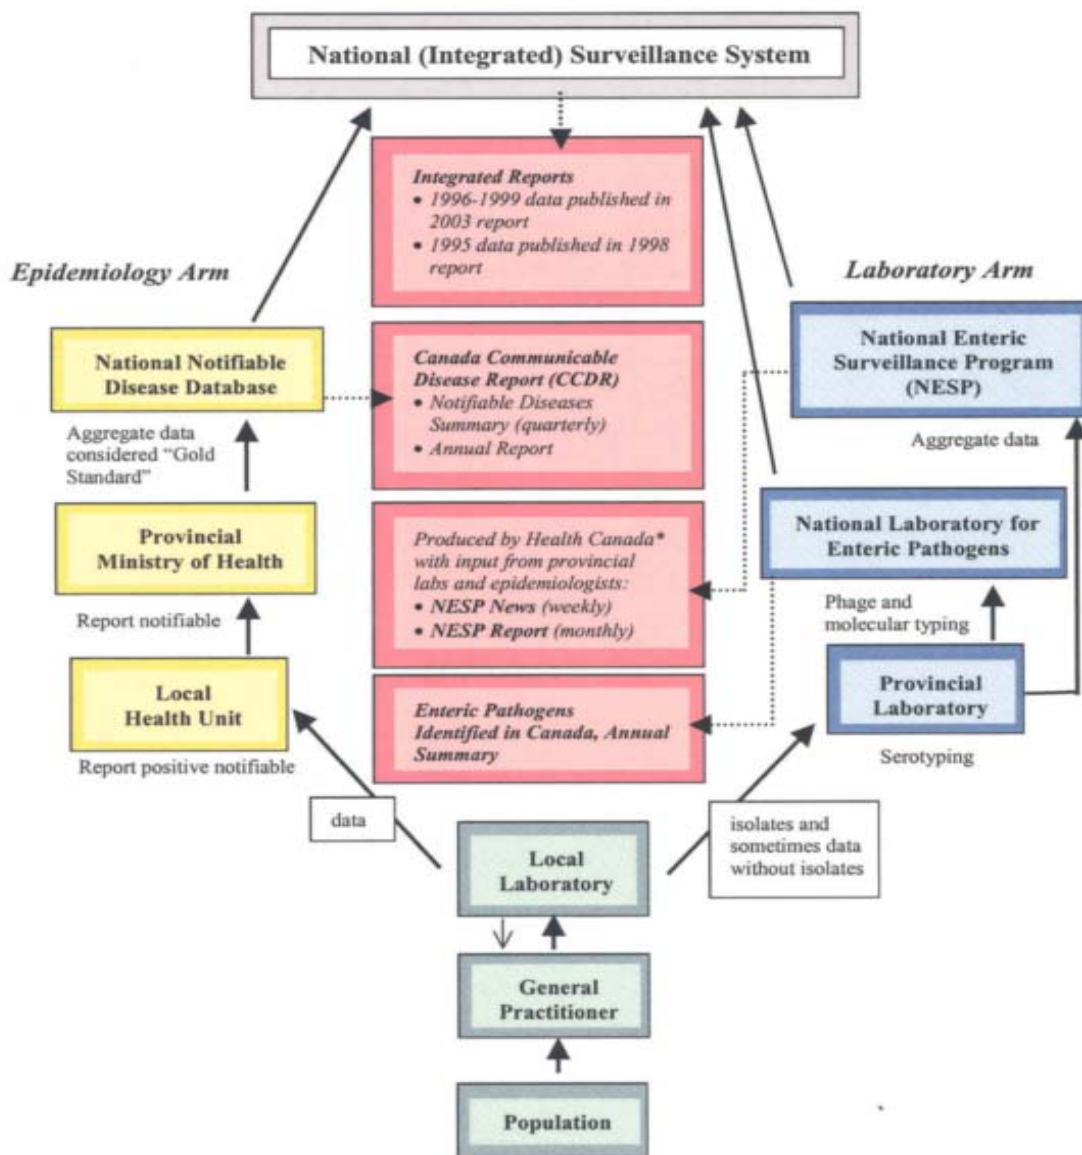 National (Integrated) Surveillance System
Integrated Reports
• 1996-1999 data published in
2003 report
• 1995 data published in 1998
report
Epidemiology Arm
Laboratory Arm
National Notifiable
Disease Database
Canada Communicable
Disease Report (CCDR)
• Notifiable Diseases
Summary (quarterly)
• Annual Report
National Enteric
Surveillance Program
(NESP)
Aggregate data
considered “Gold
Standard”
Aggregate data
Provincial
Ministry of Health
Produced by Health Canada*
with input from provincial
labs and epidemiologists:
• NESP News (weekly)
• NESP Report (monthly)
National Laboratory for
Enteric Pathogens
Report notifiable
Phage and
molecular typing
Local
Health Unit
Enteric Pathogens
Identified in Canada, Annual
Summary
Provincial
Laboratory
Report positive notifiable
Serotyping
data
isolates and
sometimes data
without isolates
Local
Laboratory
General
Practitioner
Population